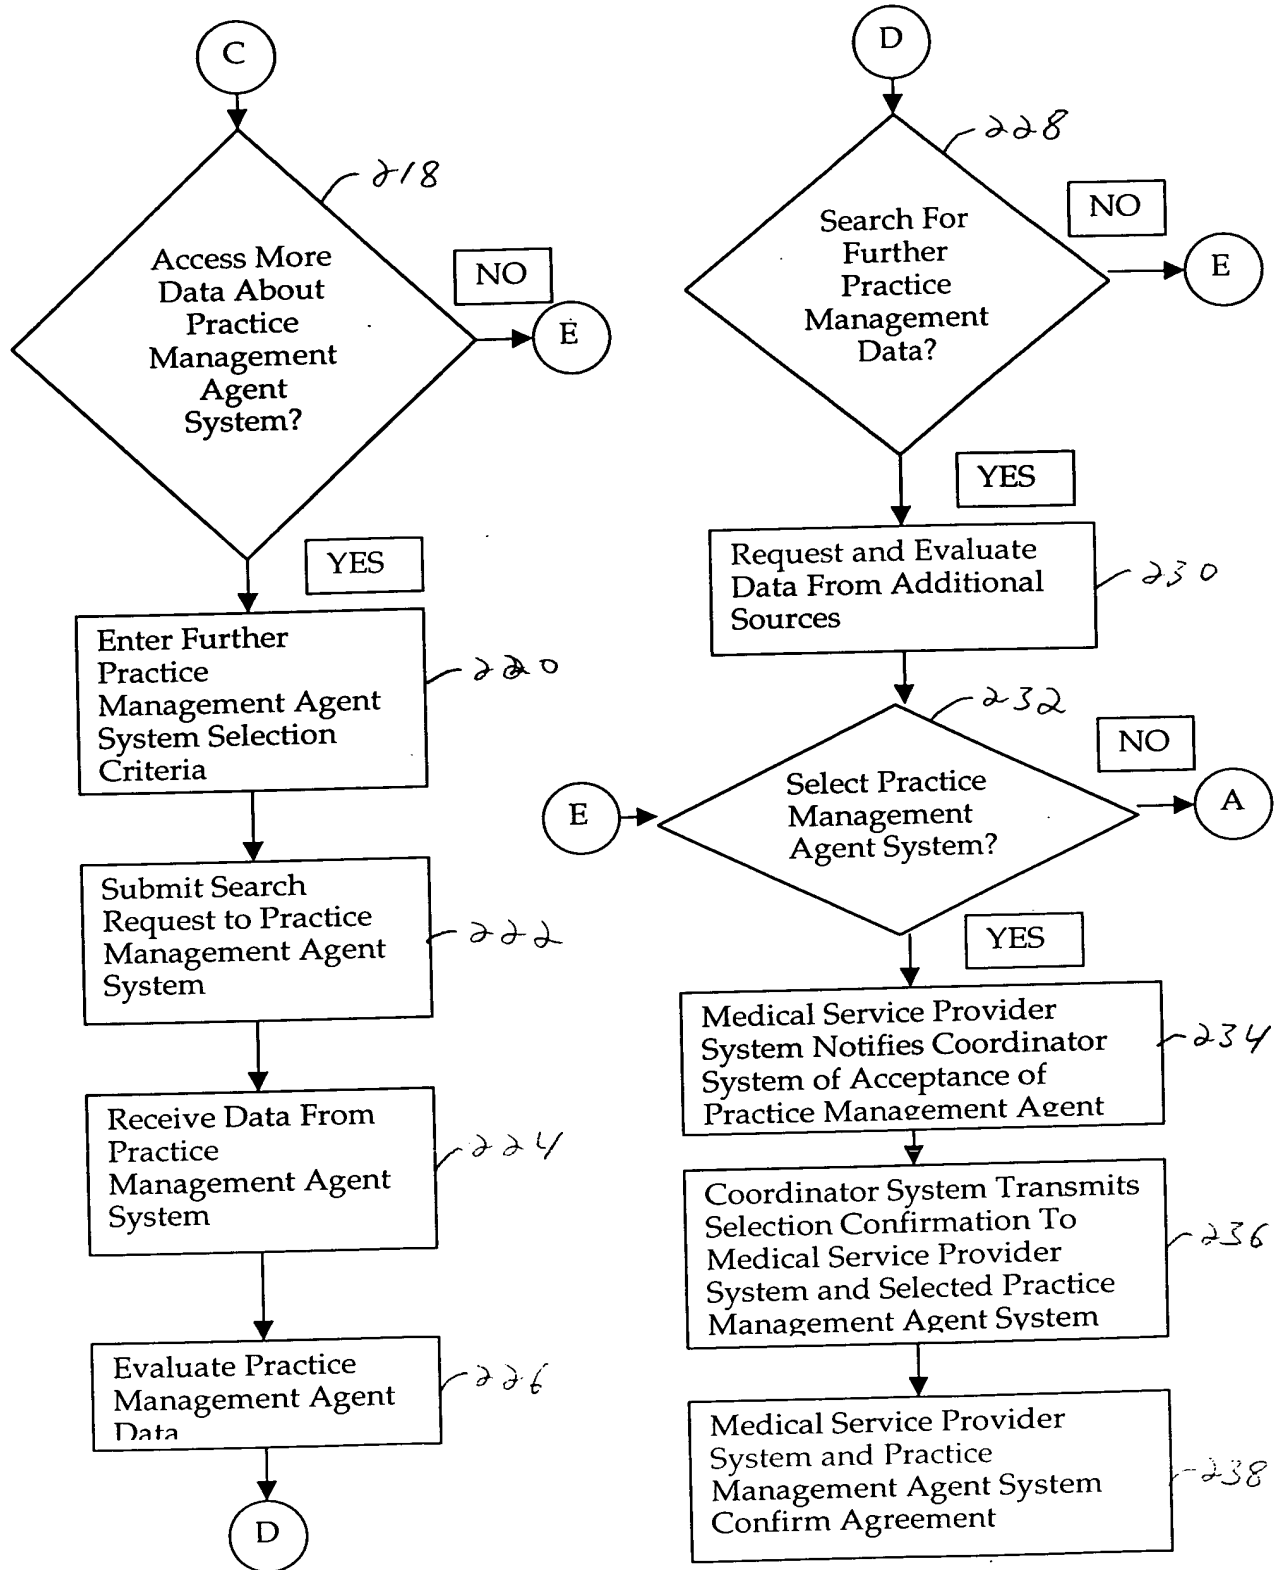 C
218
Access More
Data About
Practice
Management
Agent
System?
NO
E
YES
Enter Further
Practice
Management Agent
System Selection
Criteria
220
Submit Search
Request to Practice
Management Agent
System
222
Receive Data From
Practice
Management Agent
System
224
Evaluate Practice
Management Agent
Data
226
D
D
228
Search For
Further
Practice
Management
Data?
NO
E
YES
Request and Evaluate
Data From Additional
Sources
230
232
E
Select Practice
Management
Agent System?
NO
A
YES
Medical Service Provider
System Notifies Coordinator
System of Acceptance of
Practice Management Agent
234
Coordinator System Transmits
Selection Confirmation To
Medical Service Provider
System and Selected Practice
Management Agent System
236
Medical Service Provider
System and Practice
Management Agent System
Confirm Agreement
238